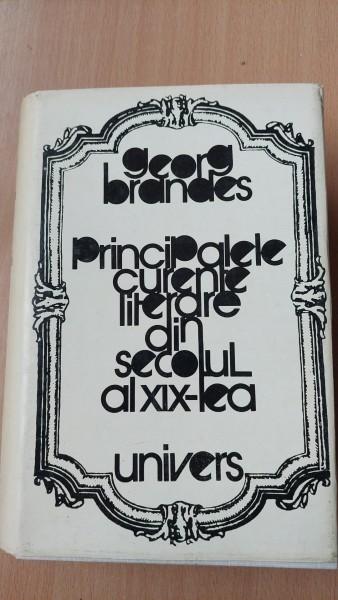 georg
brandes
principalele
curente
literare
din
secolul
al xix-lea
univers